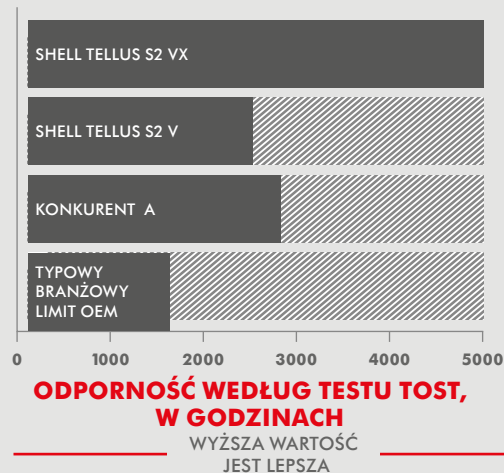 SHELL TELLUS S2 VX
SHELL TELLUS S2 V
KONKURENT A
TYPOWY
BRANŻOWY
LIMIT OEM
0 1000 2000 3000 4000 5000
ODPORNOŚĆ WEDŁUG TESTU TOST,
W GODZINACH
WYŻSZA WARTOŚĆ
JEST LEPSZA